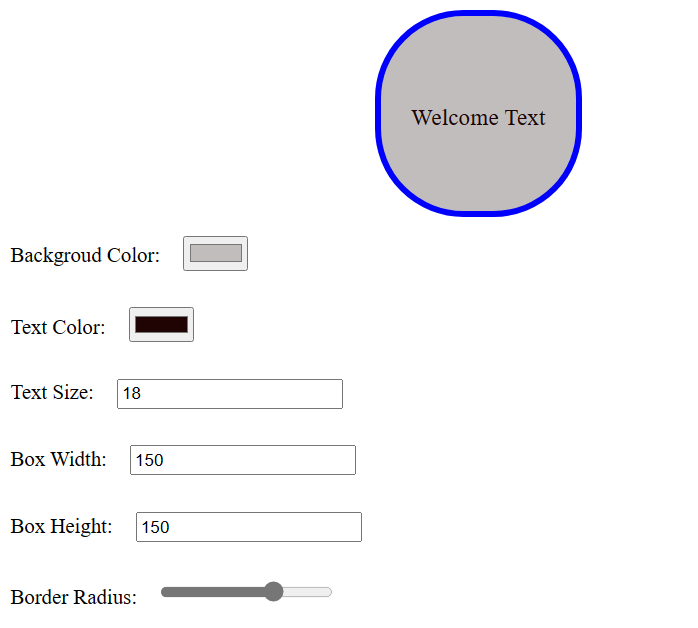 Welcome Text
Backgroud Color:
Text Color:
Text Size: 18
Box Width: 150
Box Height: 150
Border Radius: